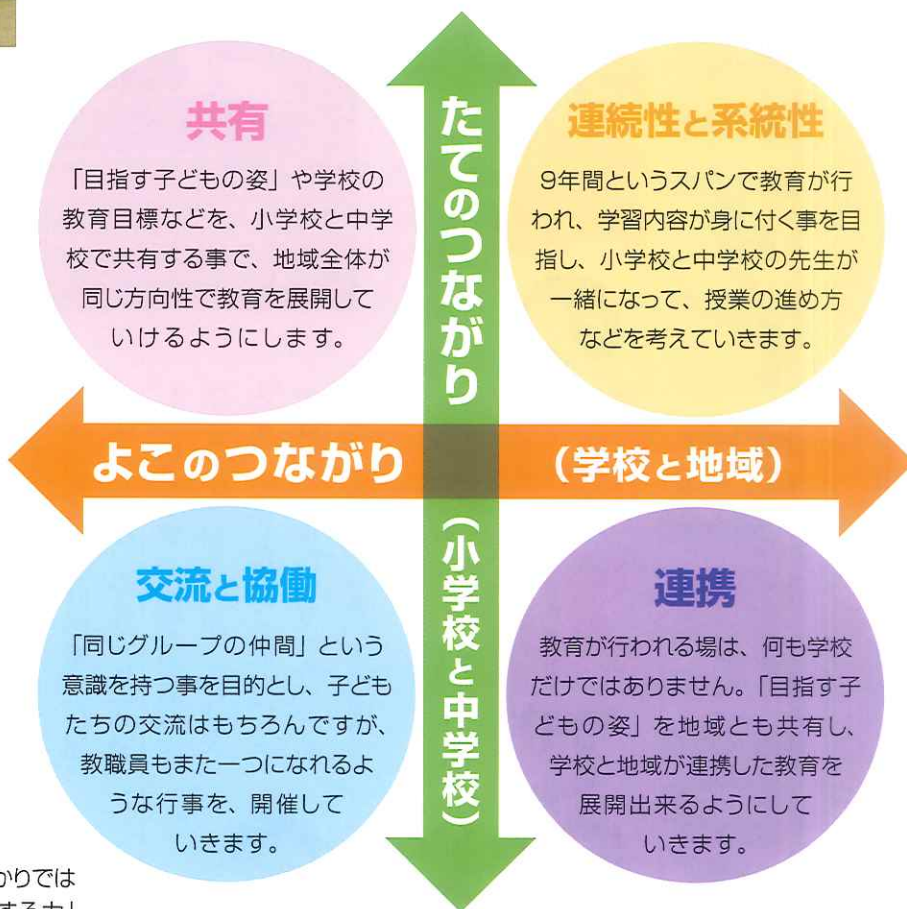 共有
「目指す子どもの姿」や学校の
教育目標などを、小学校と中学
校で共有する事で、地域全体が
同じ方向性で教育を展開して
いけるようにします。
連続性と系統性
9年間というスパンで教育が行
われ、学習内容が身に付く事を目
指し、小学校と中学校の先生が
一緒になって、授業の進め方
などを考えていきます。
たてのつながり
(小学校と中学校)
よこのつながり
(学校と地域)
交流と協働
「同じグループの仲間」という
意識を持つ事を目的とし、子ども
たちの交流はもちろんですが、
教職員もまた一つになれるよ
うな行事を、開催して
いきます。
連携
教育が行われる場は、何も学校
だけではありません。「目指す子
どもの姿」を地域とも共有し、
学校と地域が連携した教育を
展開出来るようにして
いきます。
かりでは